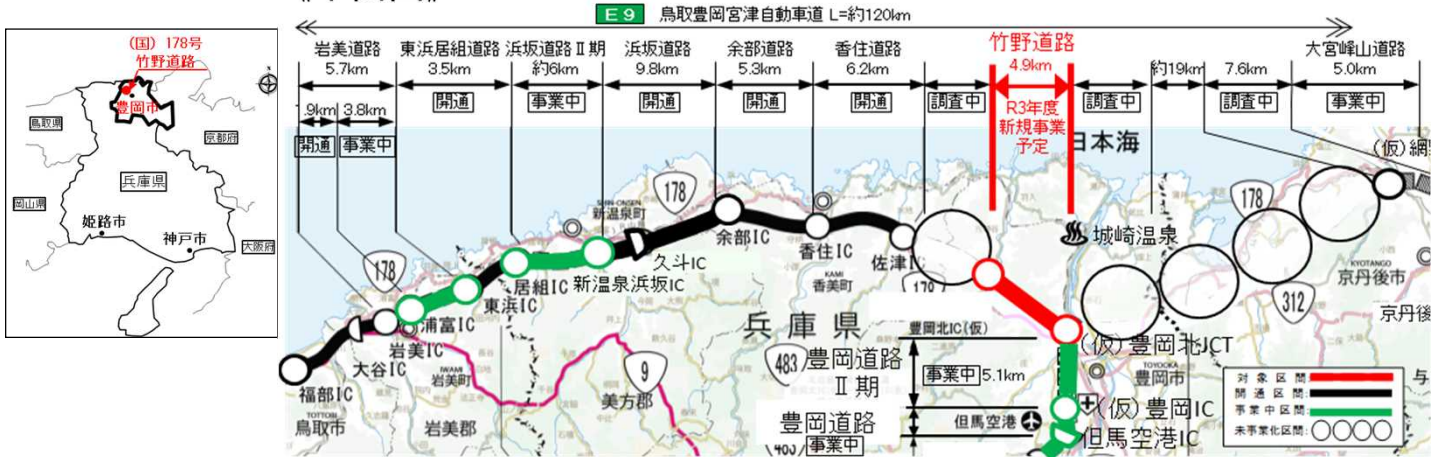 E9 鳥取豊岡宮津自動車道 L=約120km
岩美道路
5.7km
東浜居組道路
3.5km
浜坂道路Ⅱ期
約6km
浜坂道路
9.8km
余部道路
5.3km
香住道路
6.2km
竹野道路
4.9km
約19km
7.6km
大宮峰山道路
5.0km
.9km
3.8km
開通
事業中
開通
事業中
開通
開通
開通
調査中
R3年度
新規事業
予定
調査中
調査中
事業中
(国) 178号
竹野道路
豊岡市
鳥取県
京都府
兵庫県
岡山県
姫路市
神戸市
大阪府
日本海
(仮)網
178
SHIN-ONSEN
新温泉町
178
178
178
余部IC
香住IC
佐津IC
城崎温泉
久斗IC
新温泉浜坂IC
居組IC
東浜IC
浦富IC
岩美IC
大谷IC
福部IC
KAMI
香美町
KYOTANGO
京丹後市
312
京丹後
兵庫県
豊岡北IC(仮)
(仮)豊岡北JCT
483
豊岡道路
Ⅱ期
事業中
5.1km
TOYOOKA
豊岡市
IWAMI
岩美町
9
美方郡
岩美郡
TOTTORI
鳥取市
豊岡道路
483
事業中
但馬空港
(仮)豊岡IC
但馬空港IC
対象区間:
開通区間:
事業中区間:
未事業化区間:
与